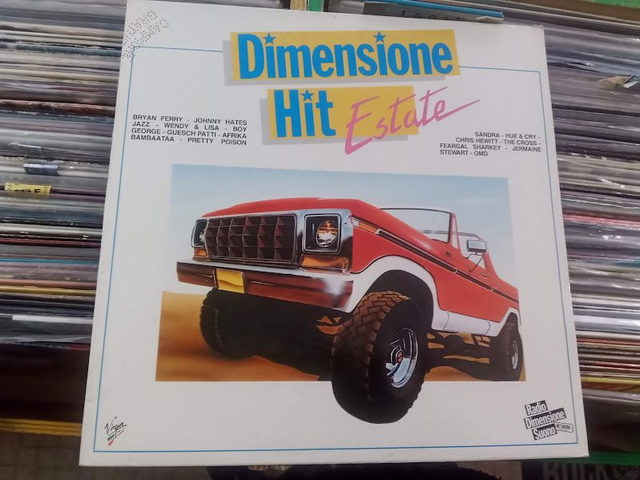 Dimensione
Hit Estate
BRYAN FERRY - JOHNNY HATES
JAZZ - WENDY & LISA - BOY
GEORGE - GUESCH PATTI - AFRIKA
BAMBAATAA - PRETTY POISON
SANDRA - HUE & CRY -
CHRIS HEWITT - THE CROSS -
FEARGAL SHARKEY - JERMAINE
STEWART - OMD
Virgin
Radio
Dimensione
Suono